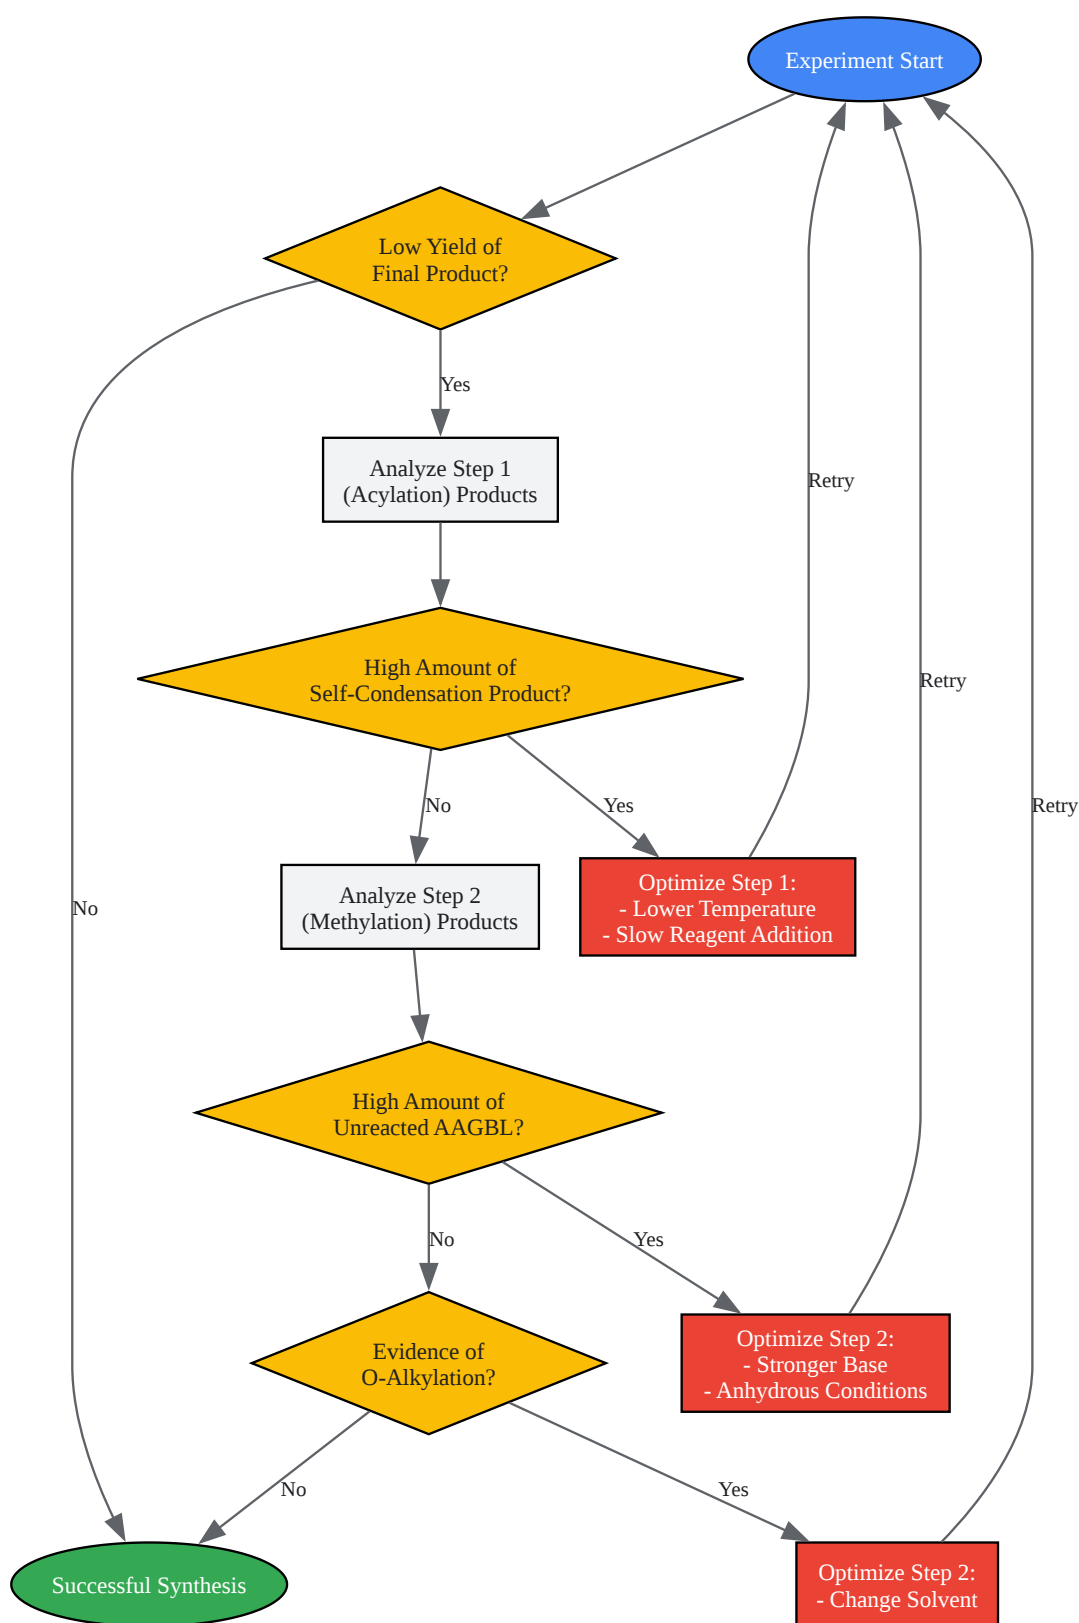 Experiment Start
Low Yield of
Final Product?
Yes
Analyze Step 1
(Acylation) Products
Retry
High Amount of
Self-Condensation Product?
Retry
No
Yes
Retry
Optimize Step 1:
- Lower Temperature
- Slow Reagent Addition
Analyze Step 2
(Methylation) Products
No
High Amount of
Unreacted AAGBL?
No
Yes
Optimize Step 2:
- Stronger Base
- Anhydrous Conditions
Evidence of
O-Alkylation?
No
Yes
Successful Synthesis
Optimize Step 2:
- Change Solvent